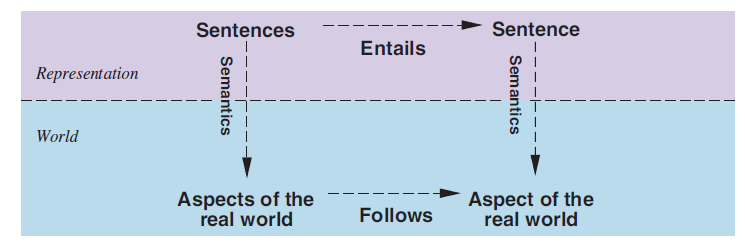 Sentences
Sentence
Entails
Semantics
Semantics
Representation
World
Aspects of the
real world
Aspect of the
real world
Follows